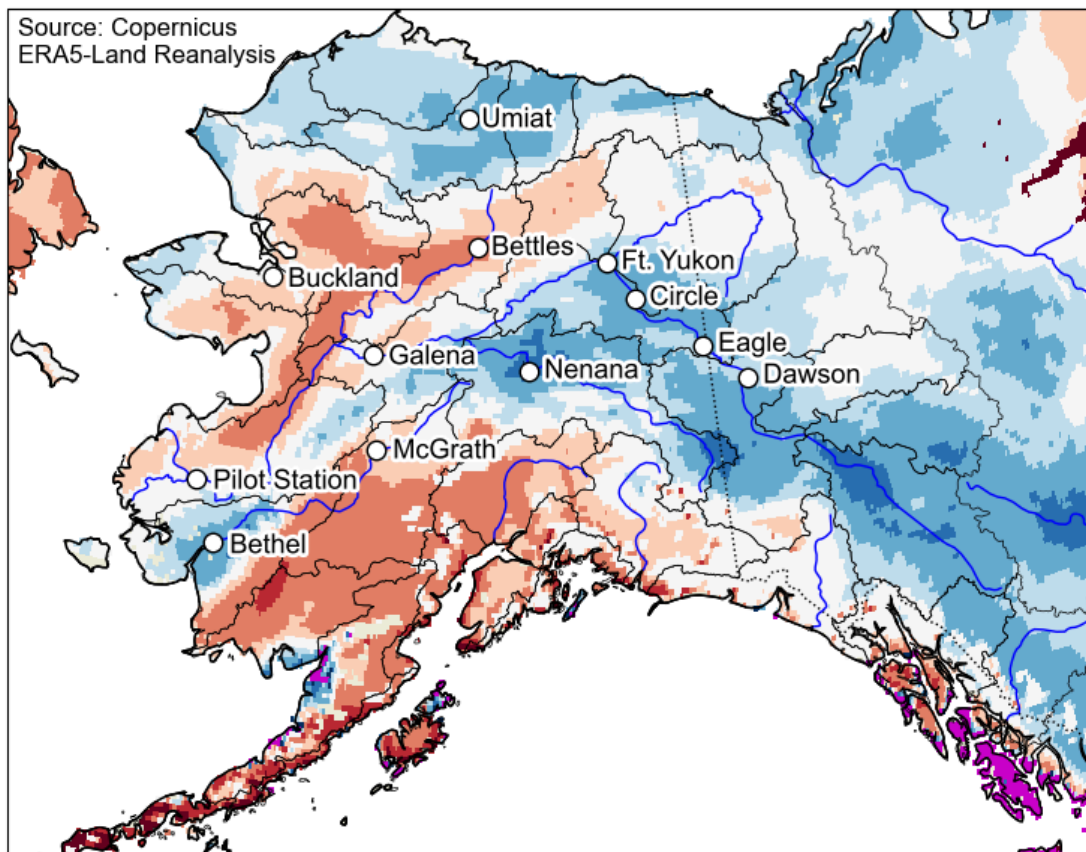 Source: Copernicus
ERA5-Land Reanalysis
Umiat
Bettles
Ft. Yukon
Buckland
Circle
Eagle
Galena
Nenana
Dawson
McGrath
Pilot Station
Bethel